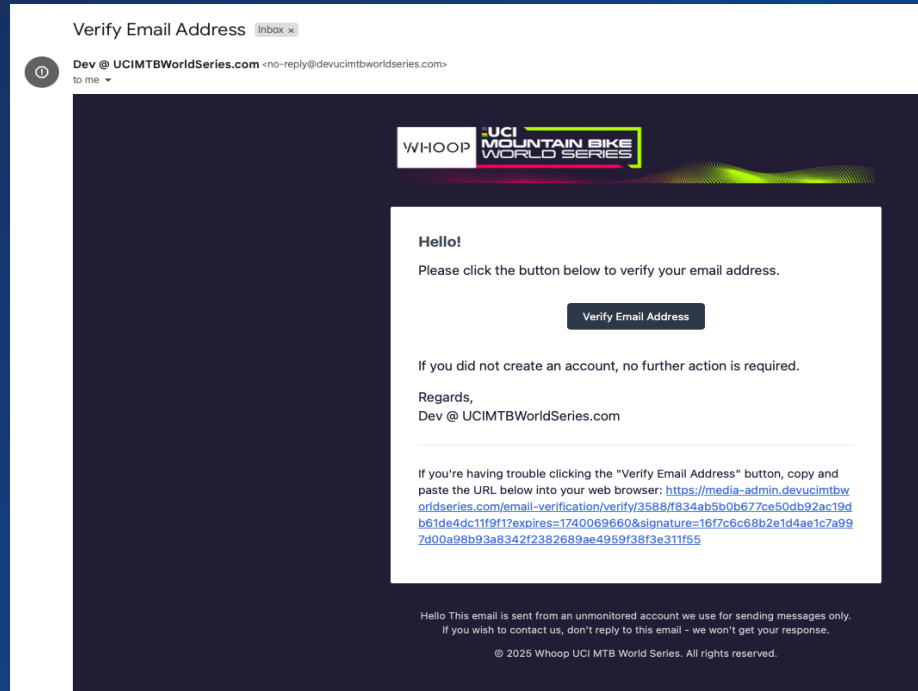 Verify Email Address Inbox ×
Dev @ UCIMTBWorldSeries.com <no-reply@devucimtbworldseries.com>
to me
WHOOP
UCI
MOUNTAIN BIKE
WORLD SERIES
Hello!
Please click the button below to verify your email address.
Verify Email Address
If you did not create an account, no further action is required.
Regards,
Dev @ UCIMTBWorldSeries.com
If you're having trouble clicking the "Verify Email Address" button, copy and
paste the URL below into your web browser: https://media-admin.devucimtbw
orldseries.com/email-verification/verify/3588/f834ab5b0b677ce50db92ac19d
b61de4dc11f9f1?expires=1740069660&signature=16f7c6c68b2e1d4ae1c7a99
7d00a98b93a8342f2382689ae4959f38f3e311f55
Hello This email is sent from an unmonitored account we use for sending messages only.
If you wish to contact us, don't reply to this email - we won't get your response.
© 2025 Whoop UCI MTB World Series. All rights reserved.